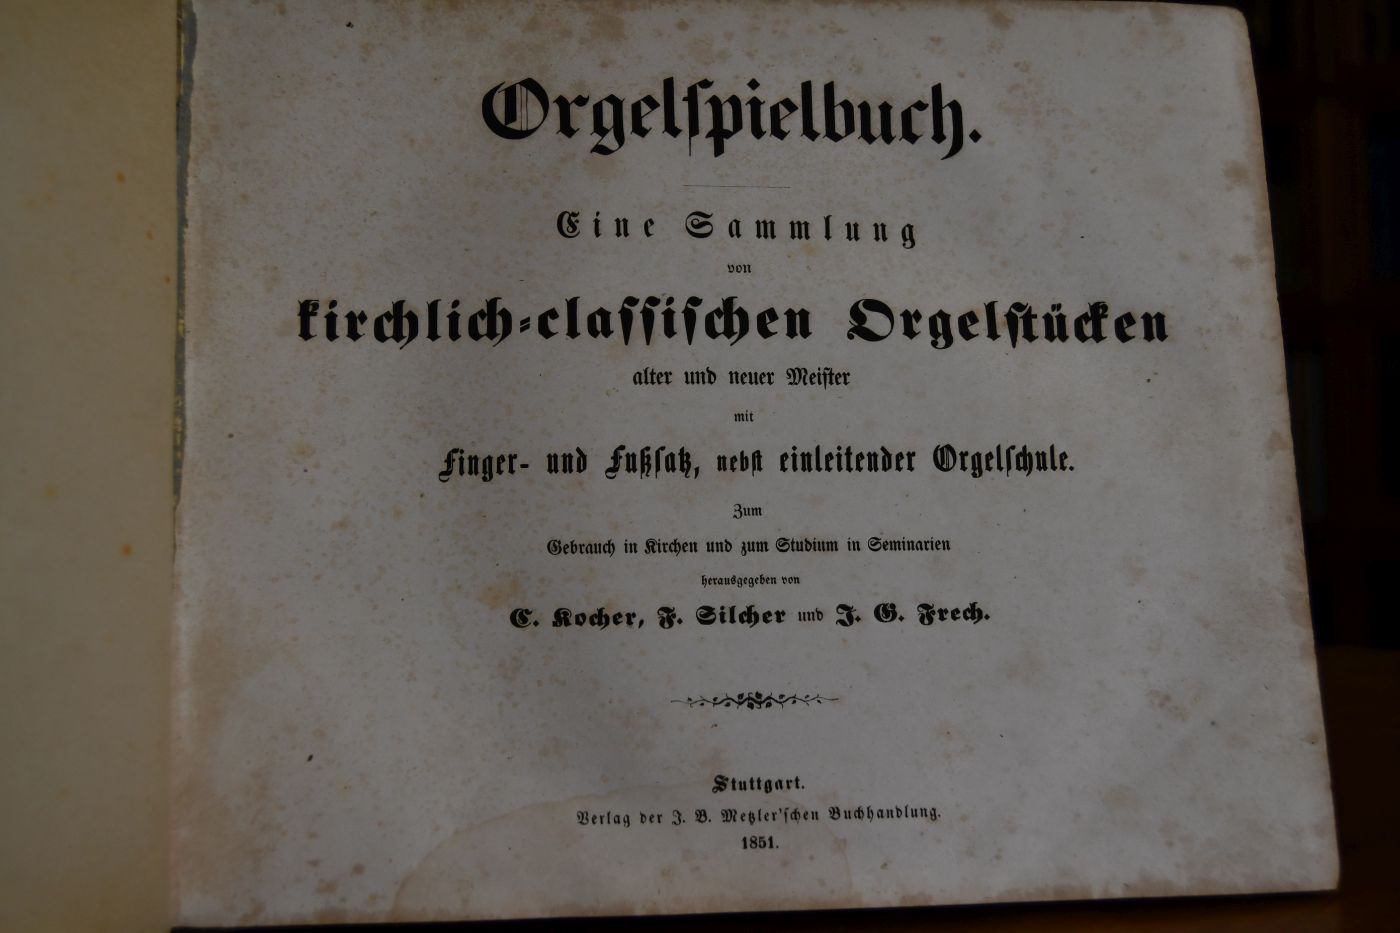 Orgelspielbuch.
Eine Sammlung
von
kirchlich-classischen Orgelstücken
alter und neuer Meister
mit
Finger- und Fußsatz, nebst einleitender Orgelschule.
Zum
Gebrauch in Kirchen und zum Studium in Seminarien
herausgegeben von
C. Kocher, F. Silcher und J. G. Frech.
Stuttgart.
Verlag der J. B. Metzler'schen Buchhandlung.
1851.